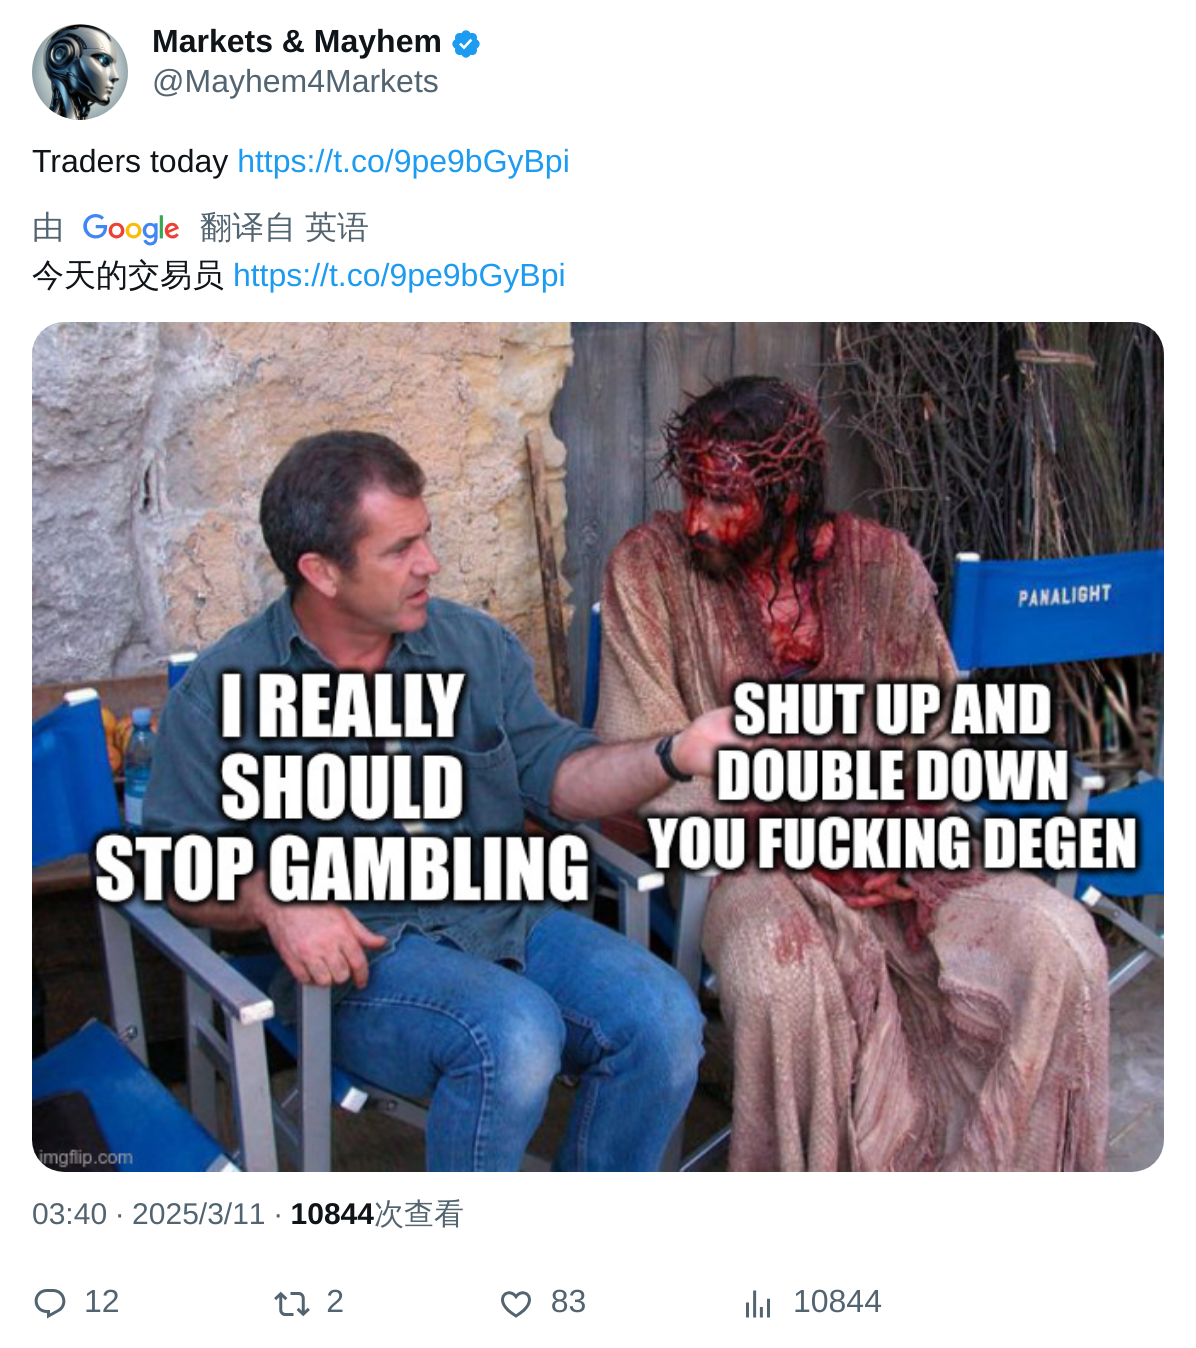 Markets & Mayhem
@Mayhem4Markets
Traders today https://t.co/9pe9bGyBpi
由 Google 翻译自 英语
今天的交易员 https://t.co/9pe9bGyBpi
PANALIGHT
I REALLY
SHOULD
STOP GAMBLING
SHUT UP AND
DOUBLE DOWN
YOU FUCKING DEGEN
imgflip.com
03:40 · 2025/3/11 · 10844次查看
12 2 83 10844